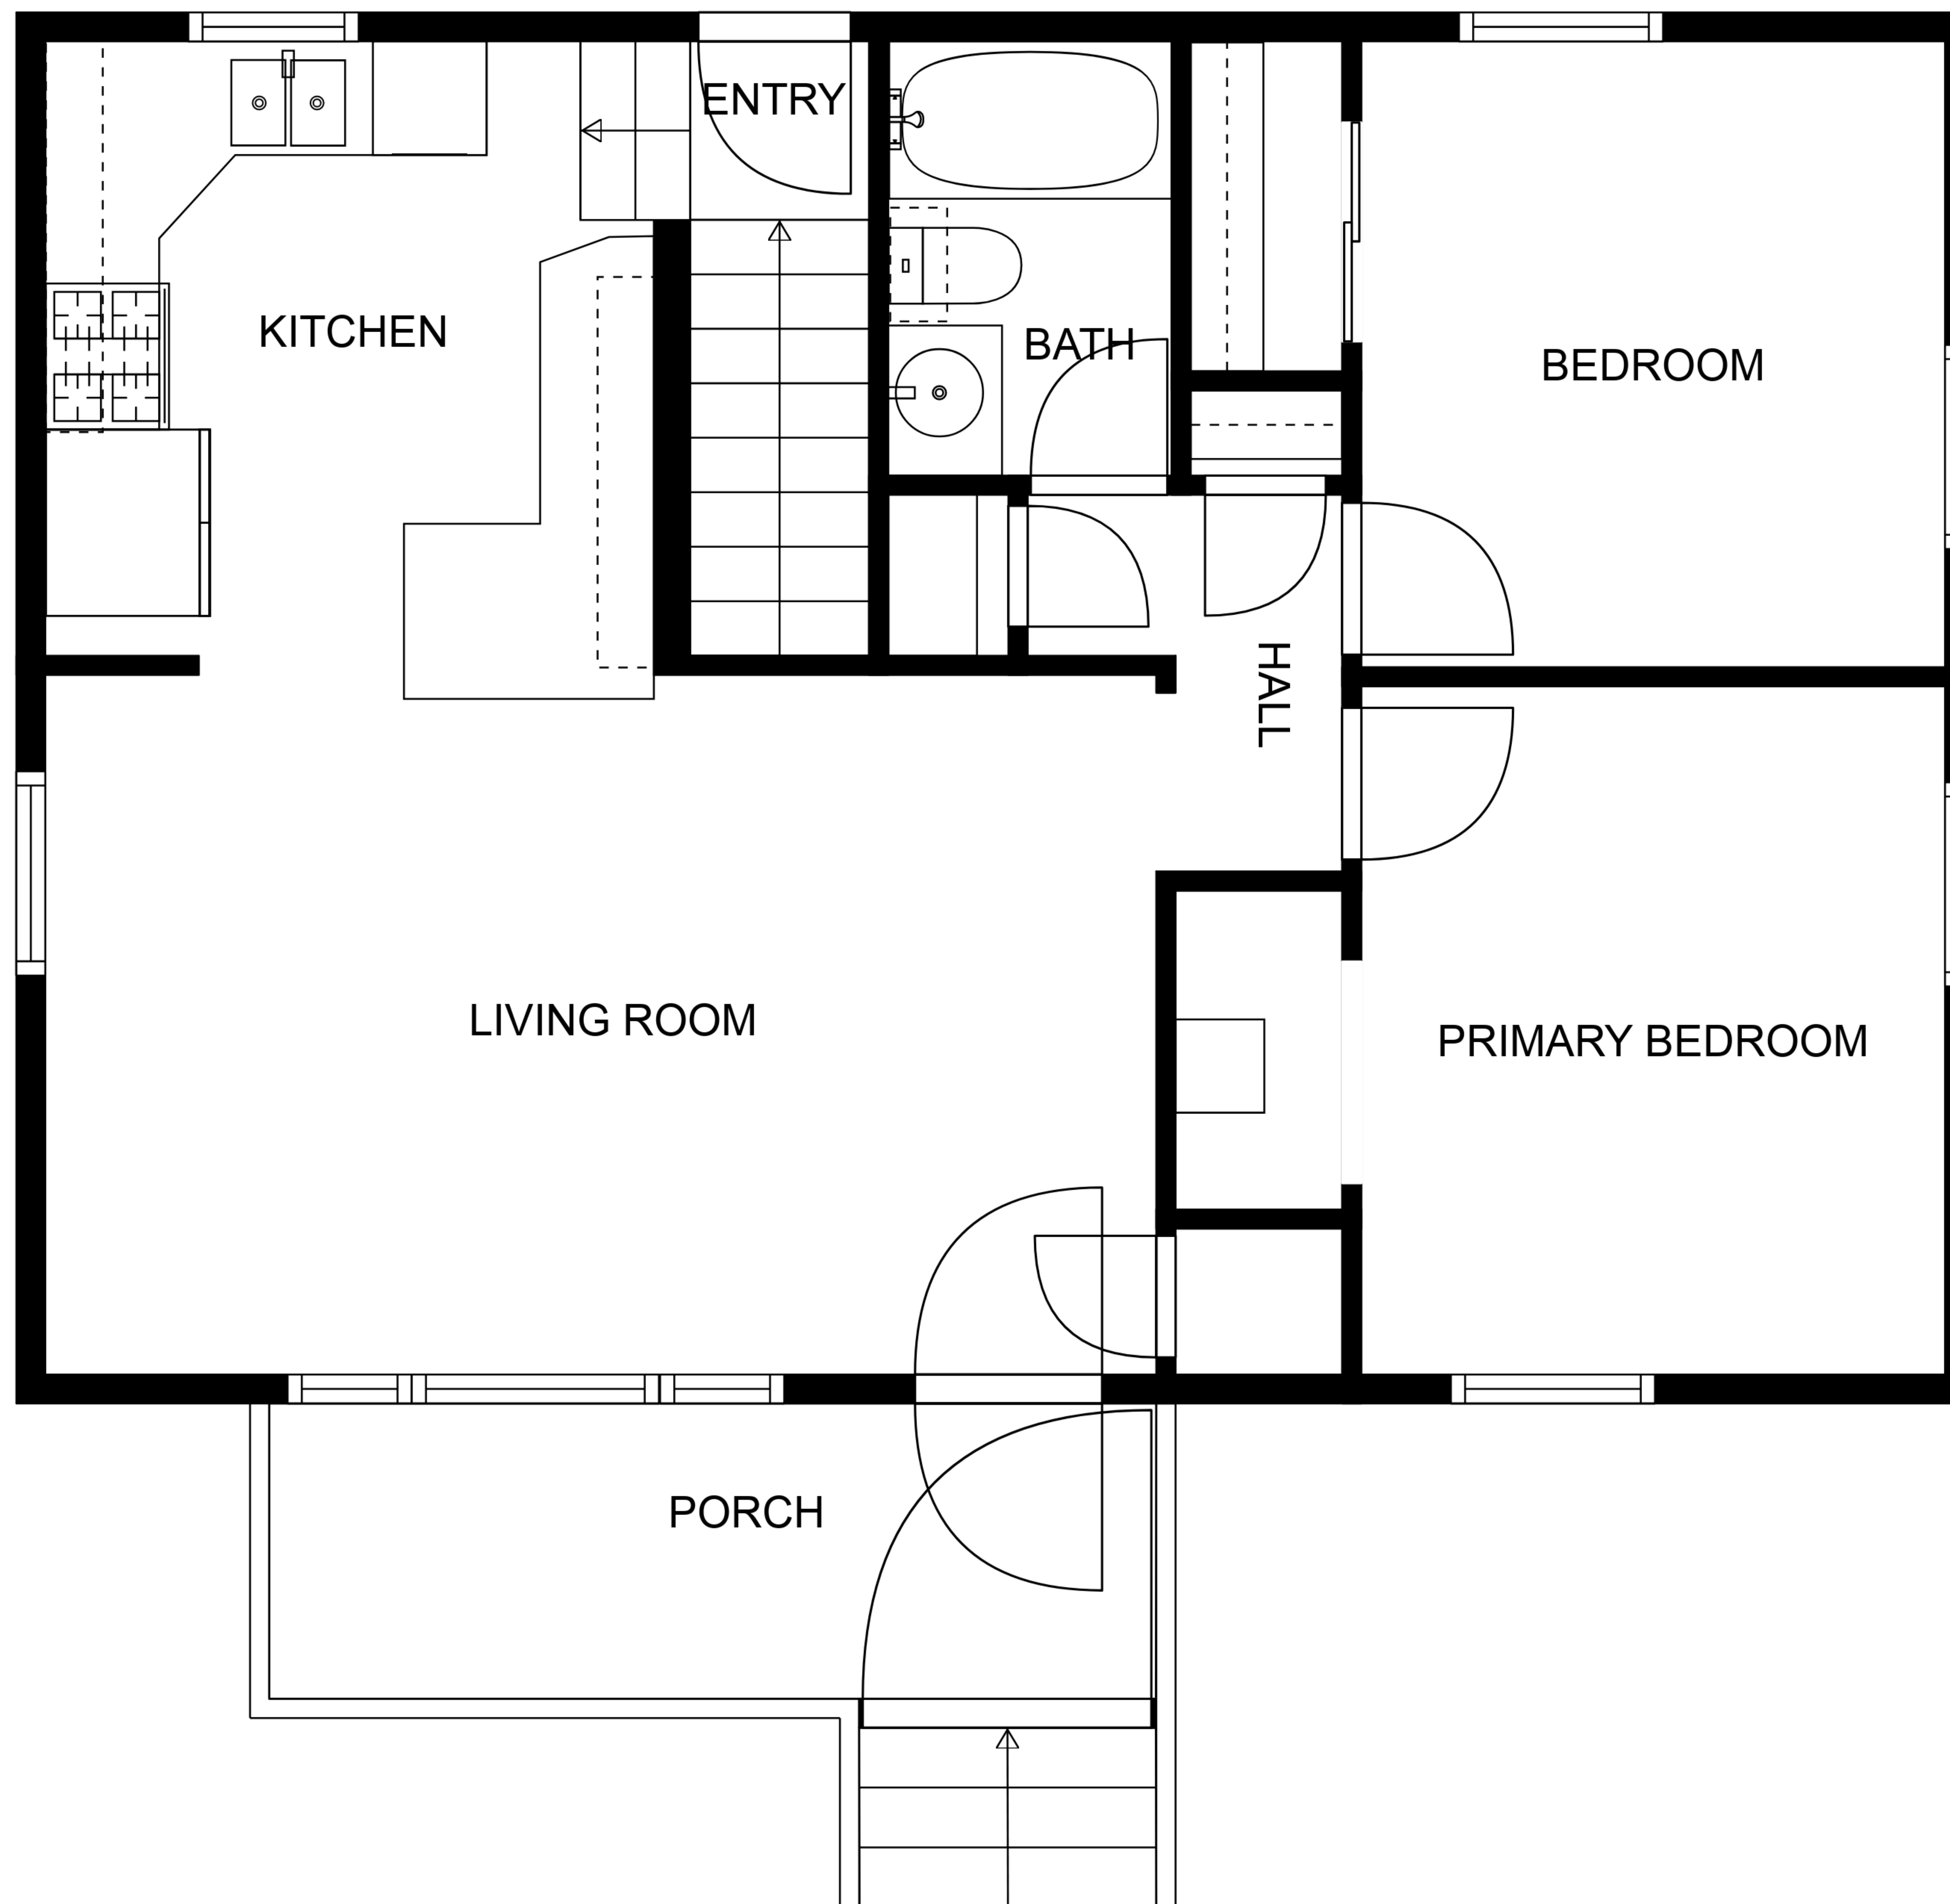 ENTRY
KITCHEN
BATH
BEDROOM
HALL
LIVING ROOM
PRIMARY BEDROOM
PORCH